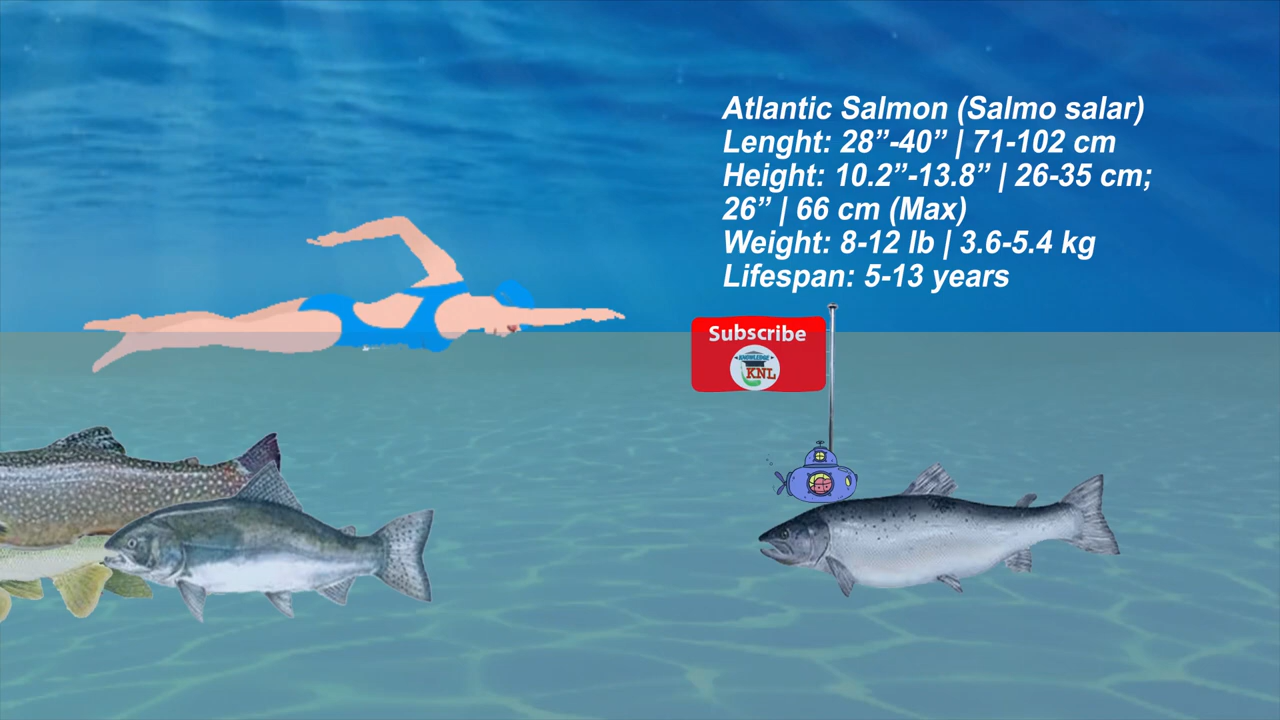 Atlantic Salmon (Salmo salar)
Lenght: 28”-40” | 71-102 cm
Height: 10.2”-13.8” | 26-35 cm;
26” | 66 cm (Max)
Weight: 8-12 lb | 3.6-5.4 kg
Lifespan: 5-13 years
Subscribe
KNOWLEDGE
KNL